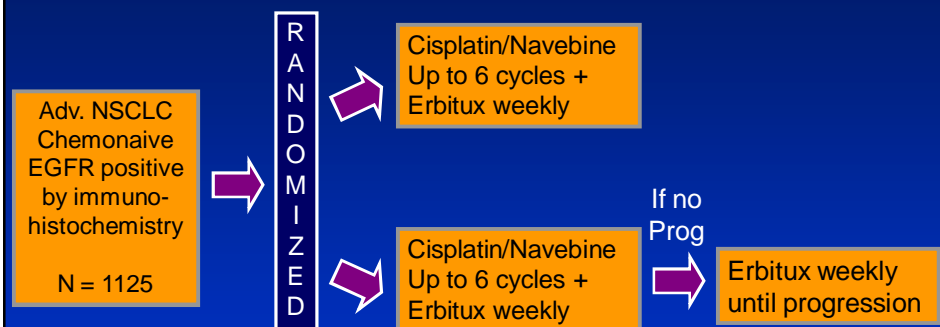 Adv. NSCLC
Chemonaive
EGFR positive
by immuno-
histochemistry
N = 1125
R
A
N
D
O
M
I
Z
E
D
Cisplatin/Navebine
Up to 6 cycles +
Erbitux weekly
Cisplatin/Navebine
Up to 6 cycles +
Erbitux weekly
If no
Prog
Erbitux weekly
until progression